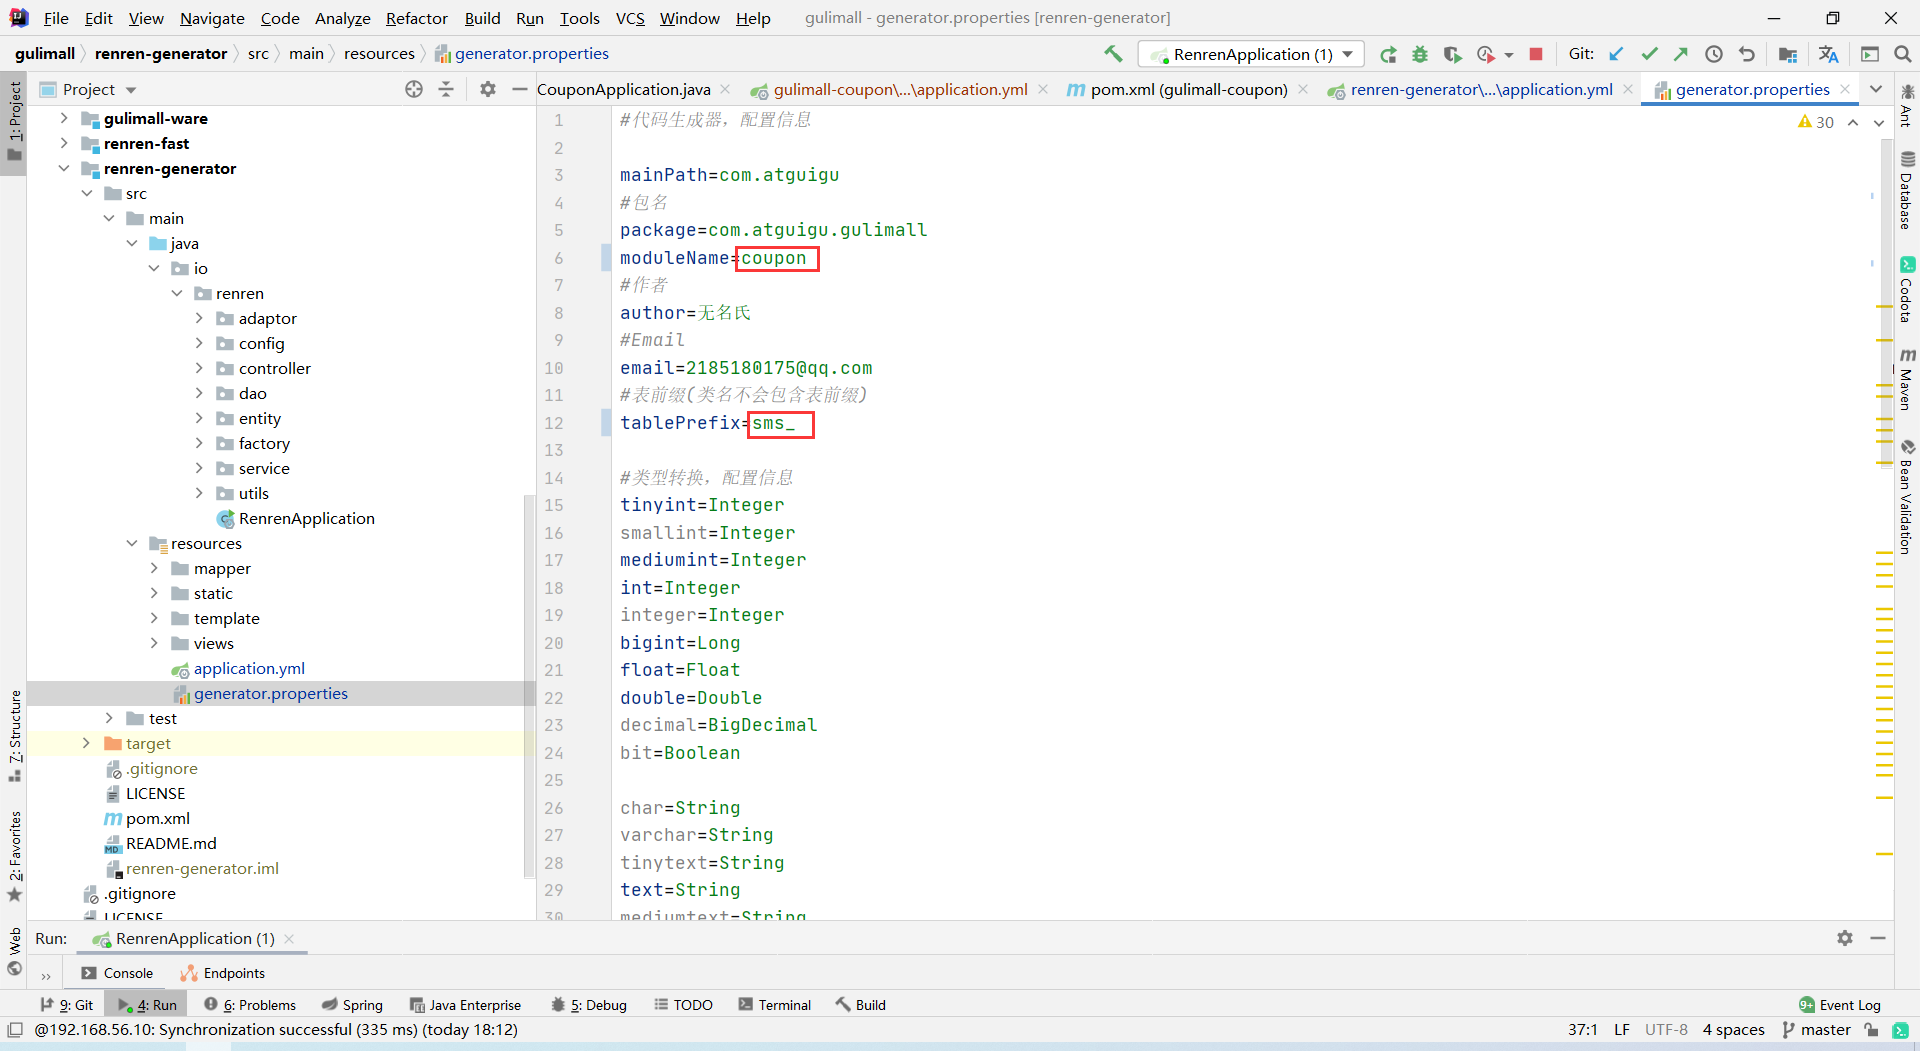 File Edit View Navigate Code Analyze Refactor Build Run Tools VCS Window Help gulimall - generator.properties [renren-generator]
gulimall renren-generator src main resources generator.properties RenrenApplication (1) Git:
Project CouponApplication.java gulimall-coupon\...\application.yml pom.xml (gulimall-coupon) renren-generator\...\application.yml generator.properties
1: Project
7: Structure
2: Favorites
Web
gulimall-ware
renren-fast
renren-generator
src
main
java
io
renren
adaptor
config
controller
dao
entity
factory
service
utils
RenrenApplication
resources
mapper
static
template
views
application.yml
generator.properties
test
target
.gitignore
LICENSE
pom.xml
README.md
renren-generator.iml
.gitignore
LICENSE
1 #代码生成器，配置信息
2
3 mainPath=com.atguigu
4 #包名
5 package=com.atguigu.gulimall
6 moduleName=coupon
7 #作者
8 author=无名氏
9 #Email
10 email=2185180175@qq.com
11 #表前缀(类名不会包含表前缀)
12 tablePrefix=sms_
13
14 #类型转换，配置信息
15 tinyint=Integer
16 smallint=Integer
17 mediumint=Integer
18 int=Integer
19 integer=Integer
20 bigint=Long
21 float=Float
22 double=Double
23 decimal=BigDecimal
24 bit=Boolean
25
26 char=String
27 varchar=String
28 tinytext=String
29 text=String
30 mediumtext=String
30
Ant
Database
Codota
Maven
Bean Validation
Run: RenrenApplication (1)
Console Endpoints
9: Git 4: Run 6: Problems Spring Java Enterprise 5: Debug TODO Terminal Build 9+ Event Log
@192.168.56.10: Synchronization successful (335 ms) (today 18:12) 37:1 LF UTF-8 4 spaces master